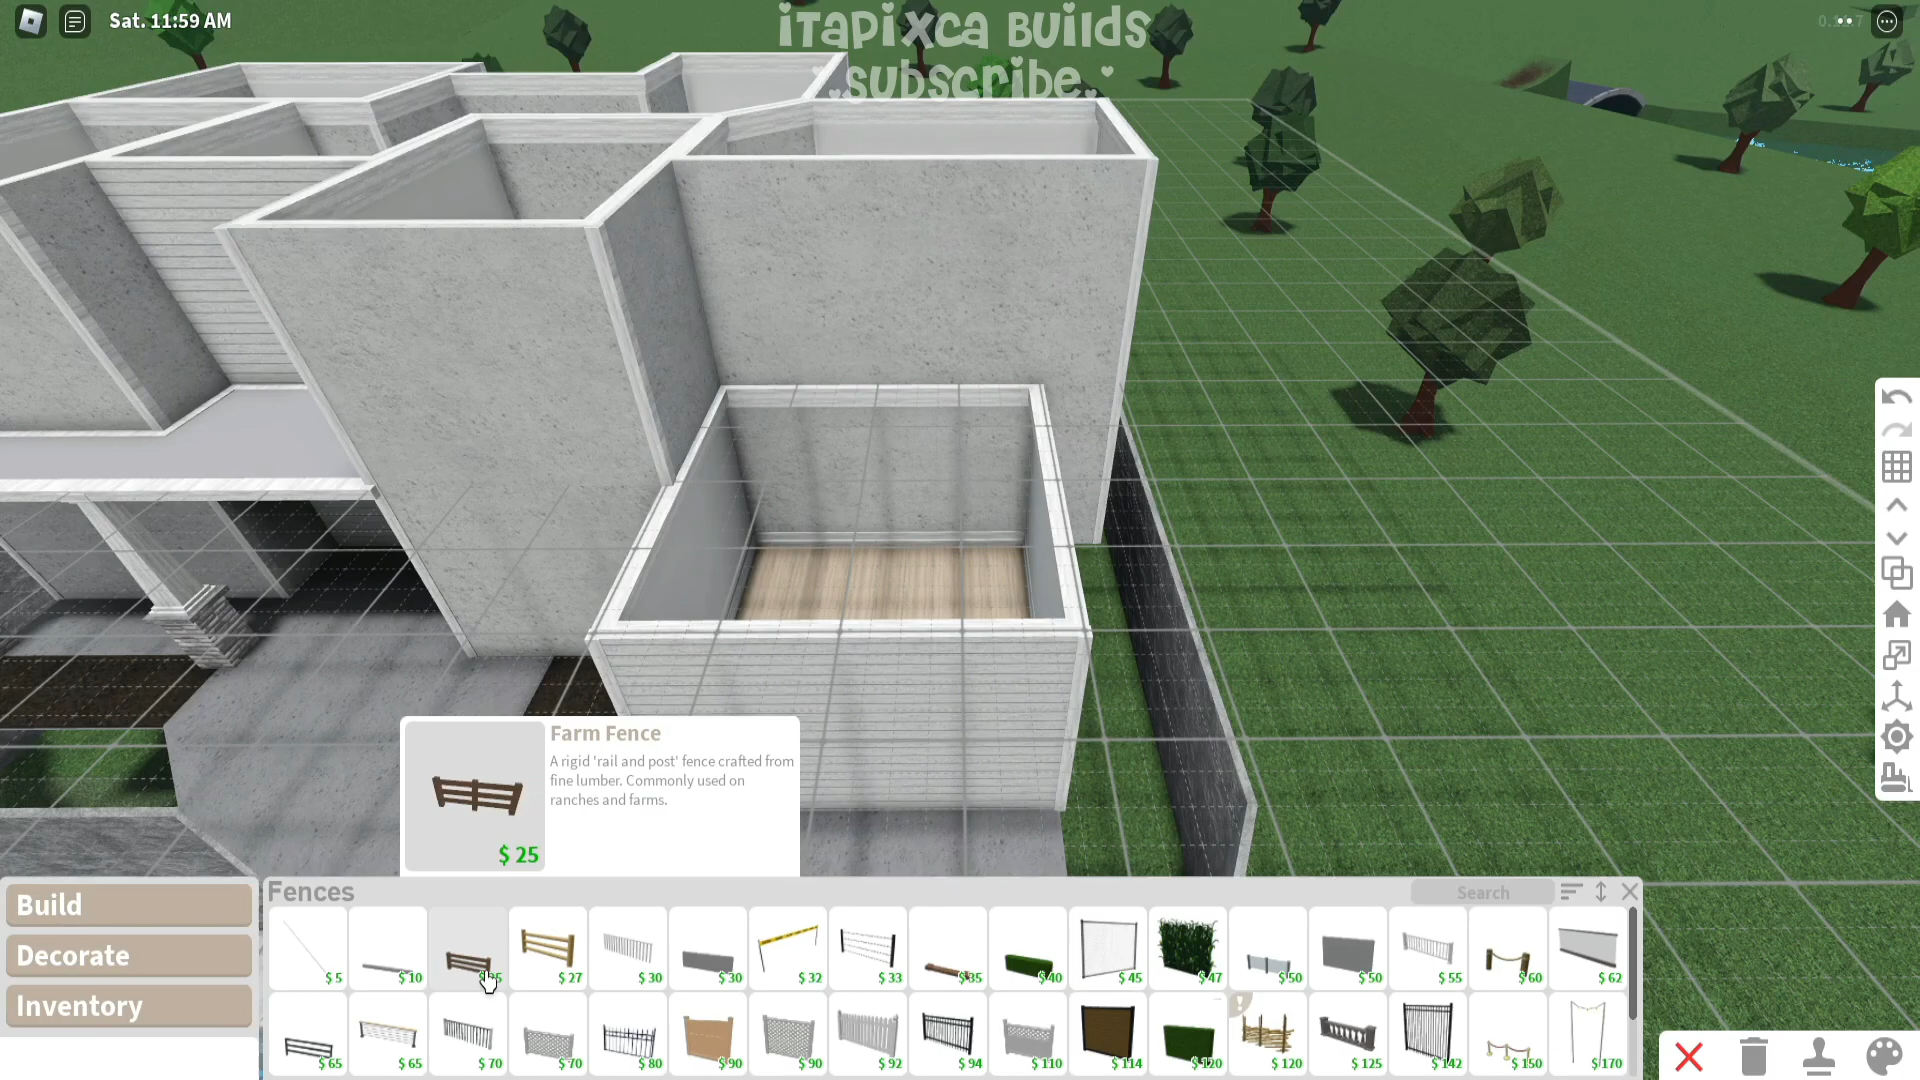 Sat. 11:59 AM
iTapixca Builds
subscribe
Farm Fence
A rigid 'rail and post' fence crafted from
fine lumber. Commonly used on
ranches and farms.
$ 25
Build
Decorate
Inventory
Fences
Search
$ 5 $ 10 $ 27 $ 30 $ 30 $ 32 $ 33 $ 35 $ 40 $ 45 $ 47 $ 50 $ 50 $ 55 $ 60 $ 62
$ 65 $ 65 $ 70 $ 70 $ 80 $ 90 $ 90 $ 92 $ 94 $ 110 $ 114 $ 120 $ 120 $ 125 $ 142 $ 150 $ 170